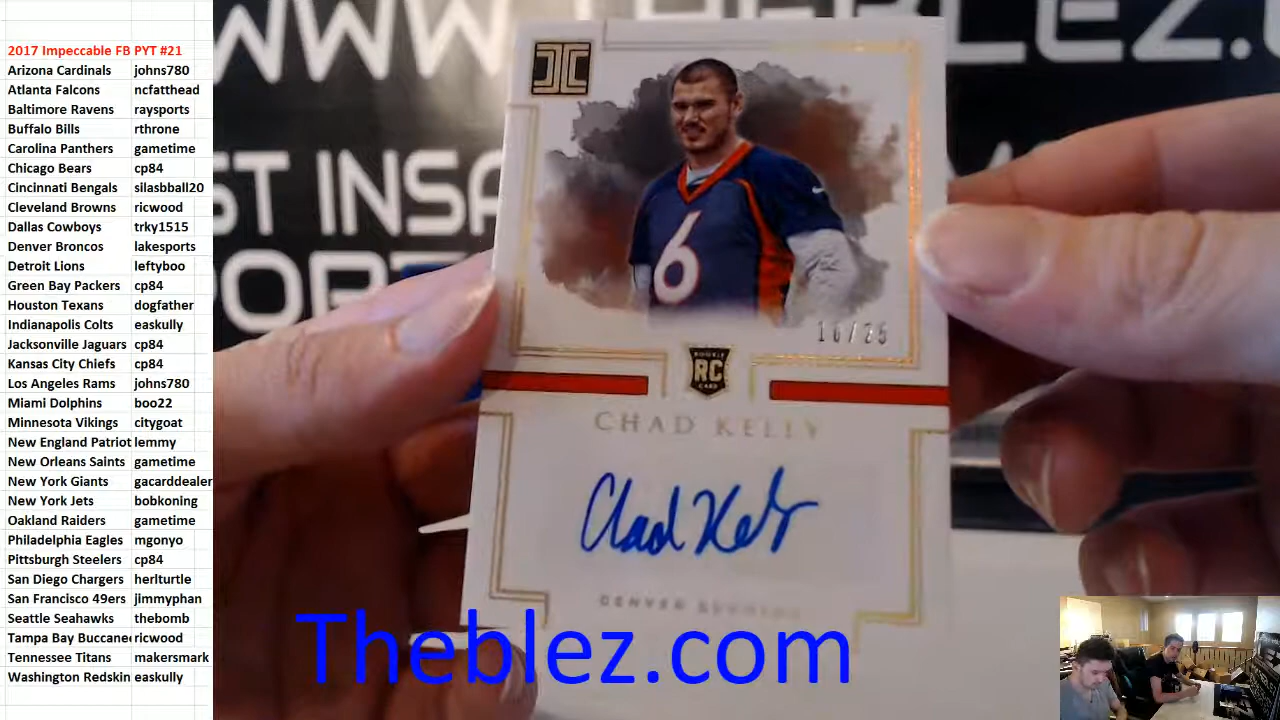 2017 Impeccable FB PYT #21
Arizona Cardinals johns780
Atlanta Falcons ncfatthead
Baltimore Ravens raysports
Buffalo Bills rthrone
Carolina Panthers gametime
Chicago Bears cp84
Cincinnati Bengals silasbball20
Cleveland Browns ricwood
Dallas Cowboys trky1515
Denver Broncos lakesports
Detroit Lions leftyboo
Green Bay Packers cp84
Houston Texans dogfather
Indianapolis Colts easkully
Jacksonville Jaguars cp84
Kansas City Chiefs cp84
Los Angeles Rams johns780
Miami Dolphins boo22
Minnesota Vikings citygoat
New England Patriot lemmy
New Orleans Saints gametime
New York Giants gacarddealer
New York Jets bobkoning
Oakland Raiders gametime
Philadelphia Eagles mgonyo
Pittsburgh Steelers cp84
San Diego Chargers herlturtle
San Francisco 49ers jimmyphan
Seattle Seahawks thebomb
Tampa Bay Buccanee ricwood
Tennessee Titans makersmark
Washington Redskin easkully
WWW.THEBLEZ.
ST INSA
6
16/25
ROOKIE
RC
CARD
CHAD KELLY
Chad Kelly
DENVER BRONCOS
Theblez.com